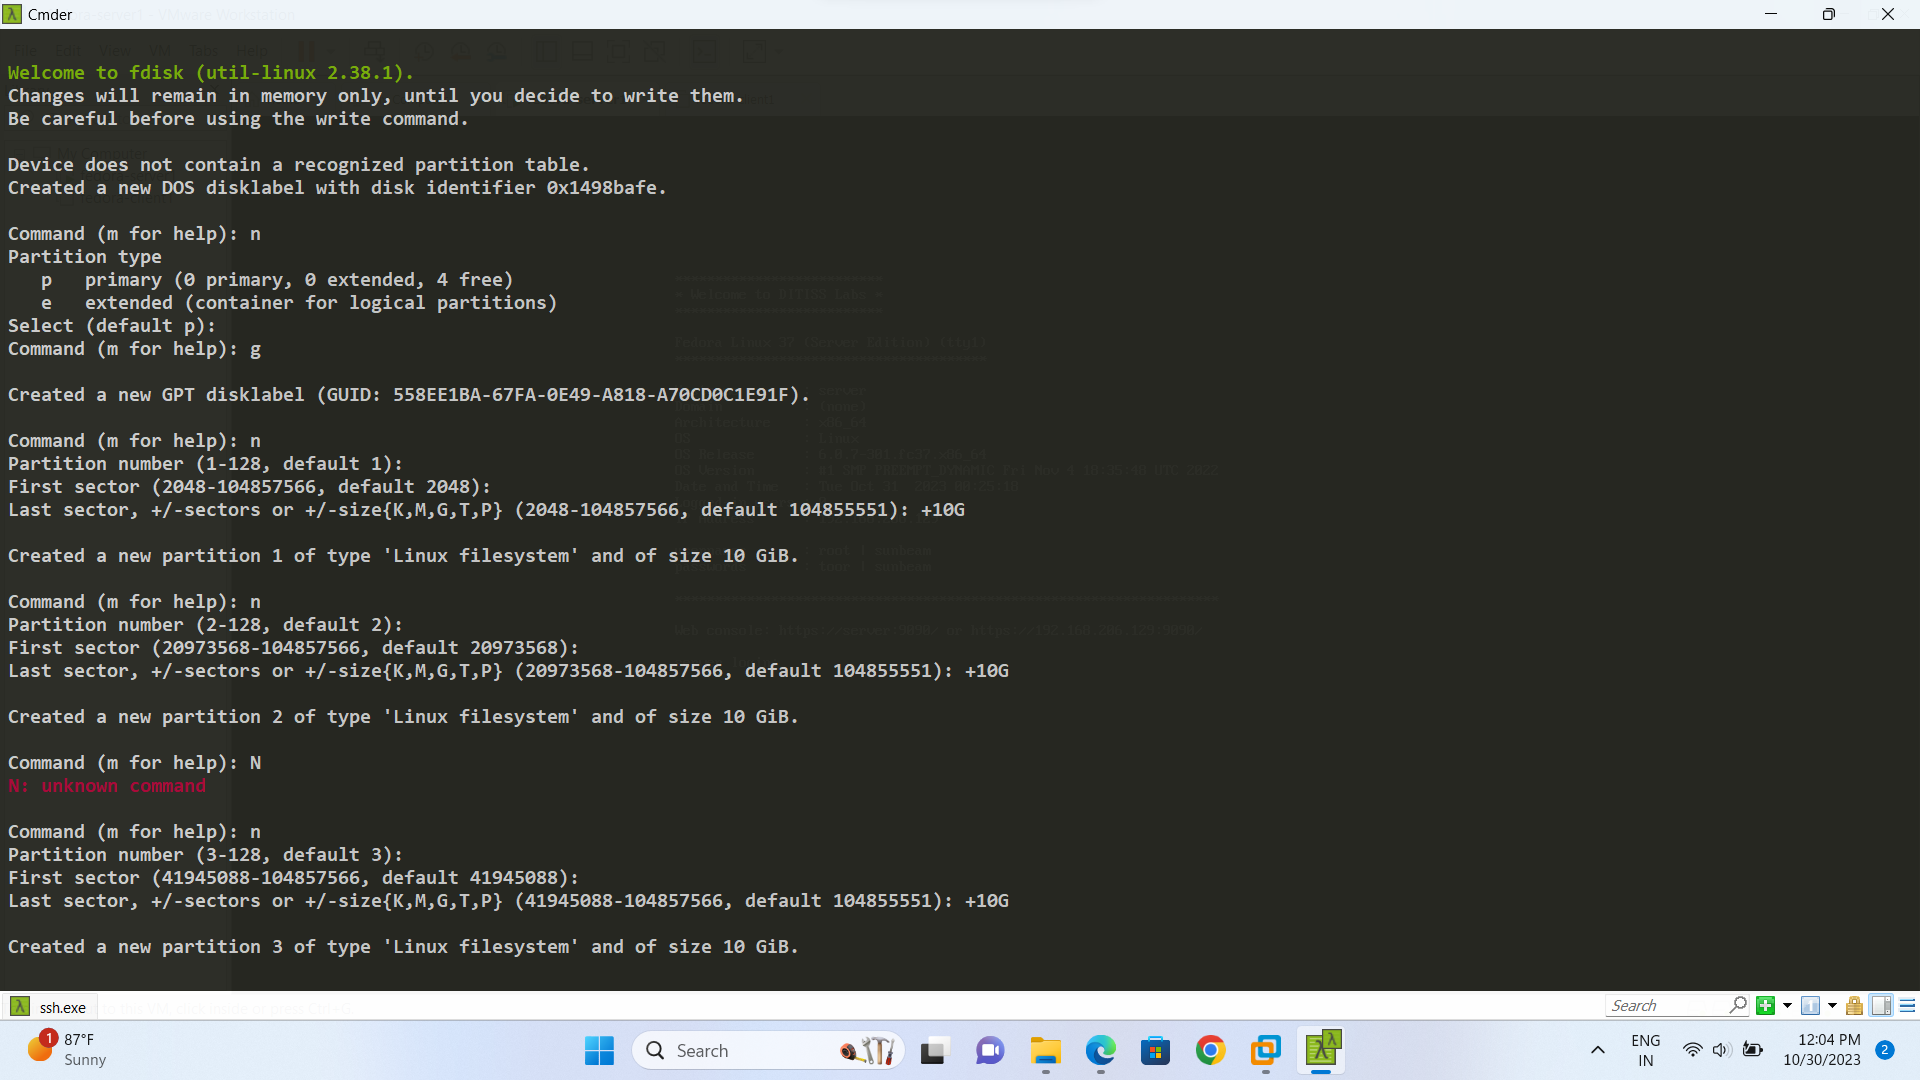 Cmder
Welcome to fdisk (util-linux 2.38.1).
Changes will remain in memory only, until you decide to write them.
Be careful before using the write command.
Device does not contain a recognized partition table.
Created a new DOS disklabel with disk identifier 0x1498bafe.
Command (m for help): n
Partition type
   p   primary (0 primary, 0 extended, 4 free)
   e   extended (container for logical partitions)
Select (default p):
Command (m for help): g
Created a new GPT disklabel (GUID: 558EE1BA-67FA-0E49-A818-A70CD0C1E91F).
Command (m for help): n
Partition number (1-128, default 1):
First sector (2048-104857566, default 2048):
Last sector, +/-sectors or +/-size{K,M,G,T,P} (2048-104857566, default 104855551): +10G
Created a new partition 1 of type 'Linux filesystem' and of size 10 GiB.
Command (m for help): n
Partition number (2-128, default 2):
First sector (20973568-104857566, default 20973568):
Last sector, +/-sectors or +/-size{K,M,G,T,P} (20973568-104857566, default 104855551): +10G
Created a new partition 2 of type 'Linux filesystem' and of size 10 GiB.
Command (m for help): N
N: unknown command
Command (m for help): n
Partition number (3-128, default 3):
First sector (41945088-104857566, default 41945088):
Last sector, +/-sectors or +/-size{K,M,G,T,P} (41945088-104857566, default 104855551): +10G
Created a new partition 3 of type 'Linux filesystem' and of size 10 GiB.
ssh.exe
Search
1
87°F
Sunny
Search
ENG
IN
12:04 PM
10/30/2023
2